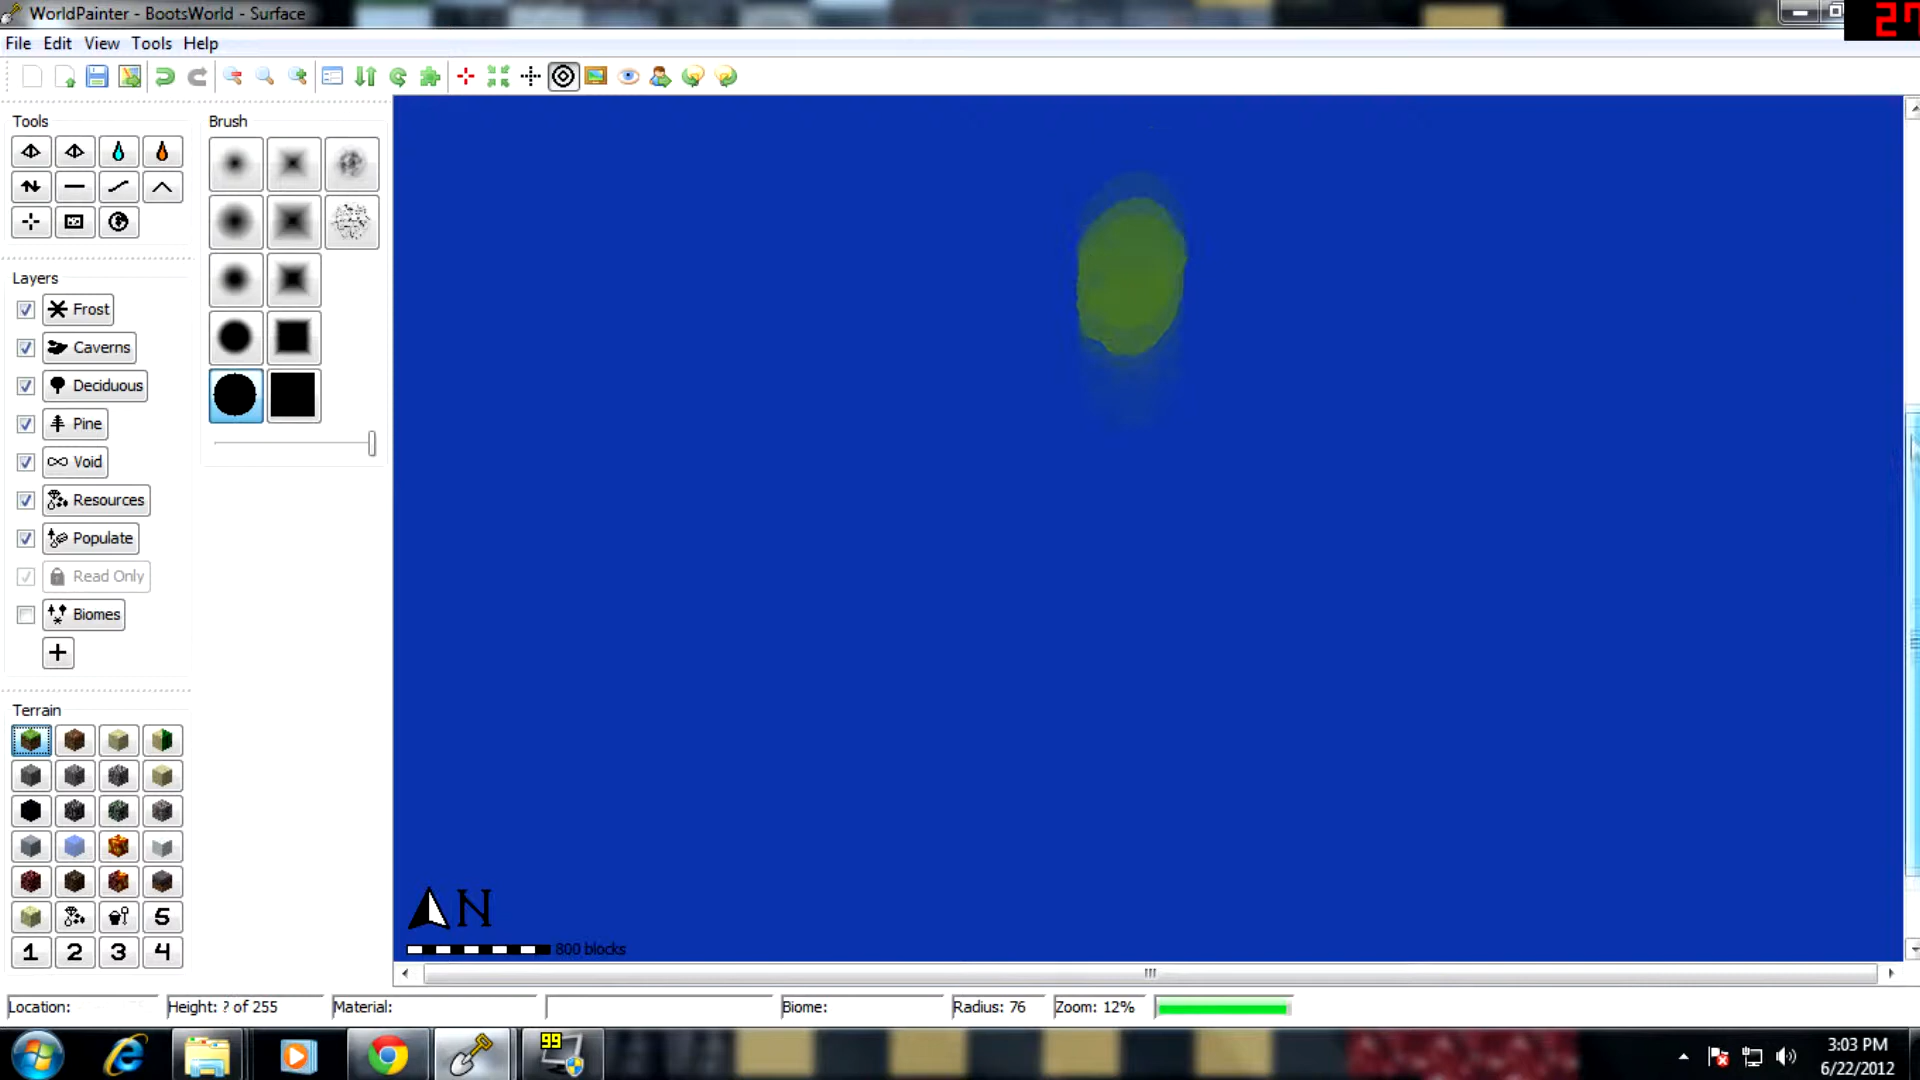 WorldPainter - BootsWorld - Surface
27
File Edit View Tools Help
Tools
Brush
Layers
Frost
Caverns
Deciduous
Pine
Void
Resources
Populate
Read Only
Biomes
Terrain
5
1 2 3 4
N
800 blocks
Location: Height: ? of 255 Material: Biome: Radius: 76 Zoom: 12%
99
3:03 PM
6/22/2012